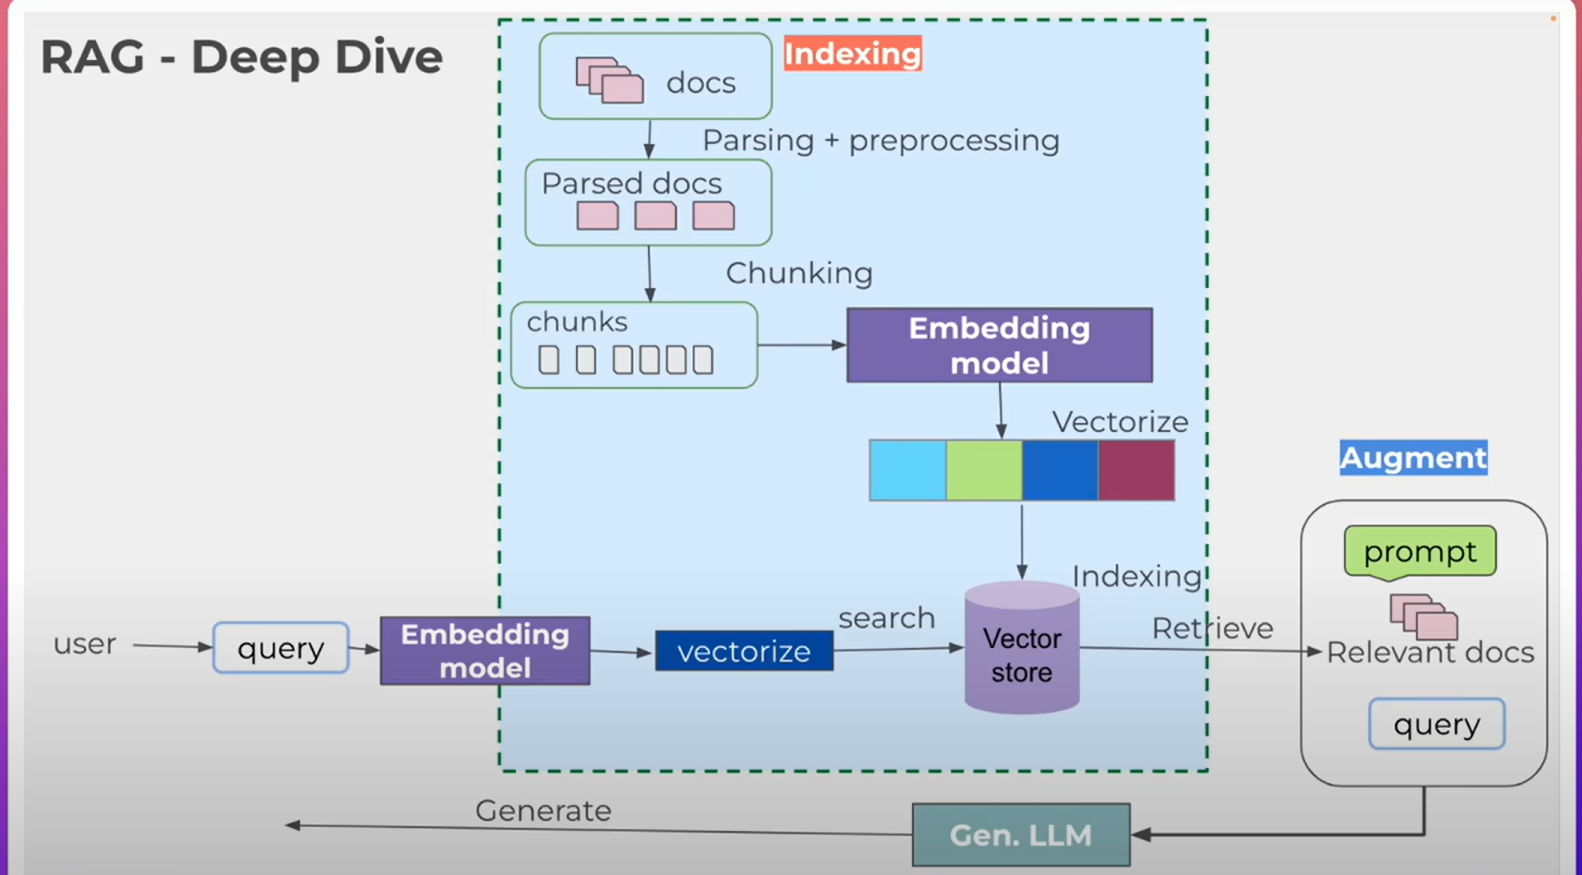 RAG - Deep Dive
Indexing
docs
Parsing + preprocessing
Parsed docs
Chunking
chunks
Embedding
model
Vectorize
Augment
prompt
Indexing
search
Retrieve
user
query
Embedding
model
vectorize
Vector
store
Relevant docs
query
Generate
Gen. LLM